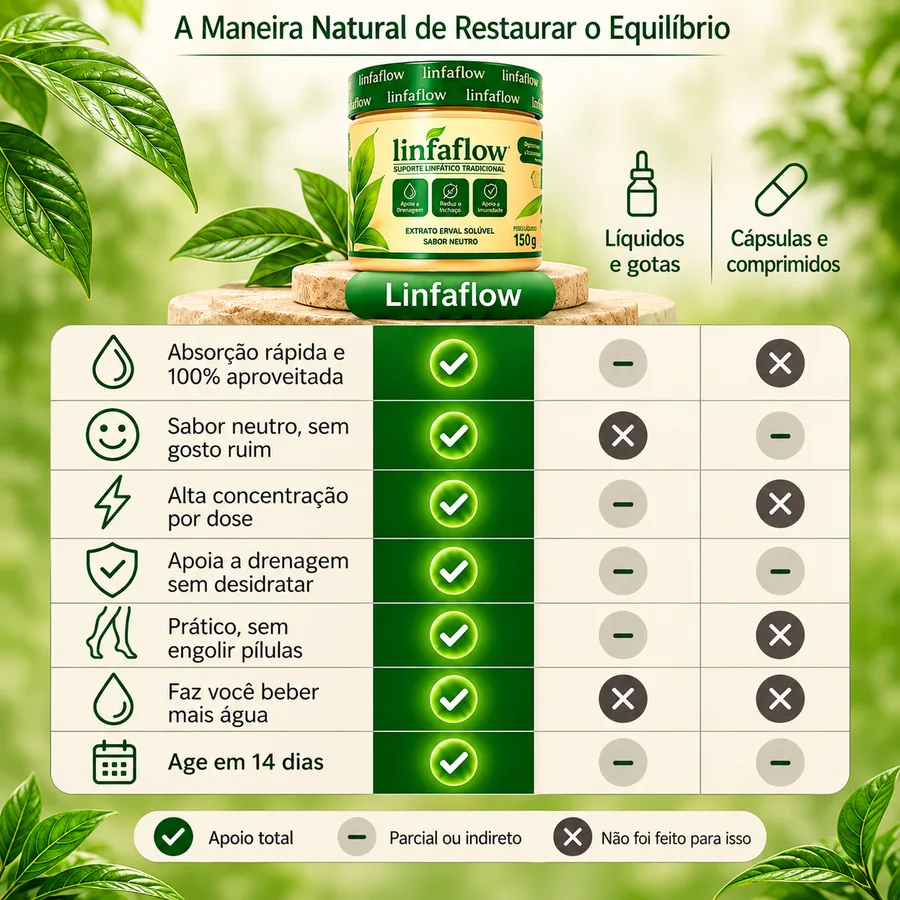 A Maneira Natural de Restaurar o Equilíbrio
linfaflow linfaflow linfaflow
linfaflow linfaflow
linfaflow
SUPORTE LINFÁTICO TRADICIONAL
Apoia a
Drenagem
Reduz o
Inchaço
Apoia a
Imunidade
EXTRATO ERVAL SOLÚVEL
SABOR NEUTRO
PESO LÍQUIDO
150g
Linfaflow
Líquidos
e gotas
Cápsulas e
comprimidos
Absorção rápida e
100% aproveitada
Sabor neutro, sem
gosto ruim
Alta concentração
por dose
Apoia a drenagem
sem desidratar
Prático, sem
engolir pílulas
Faz você beber
mais água
Age em 14 dias
Apoio total
Parcial ou indireto
Não foi feito para isso